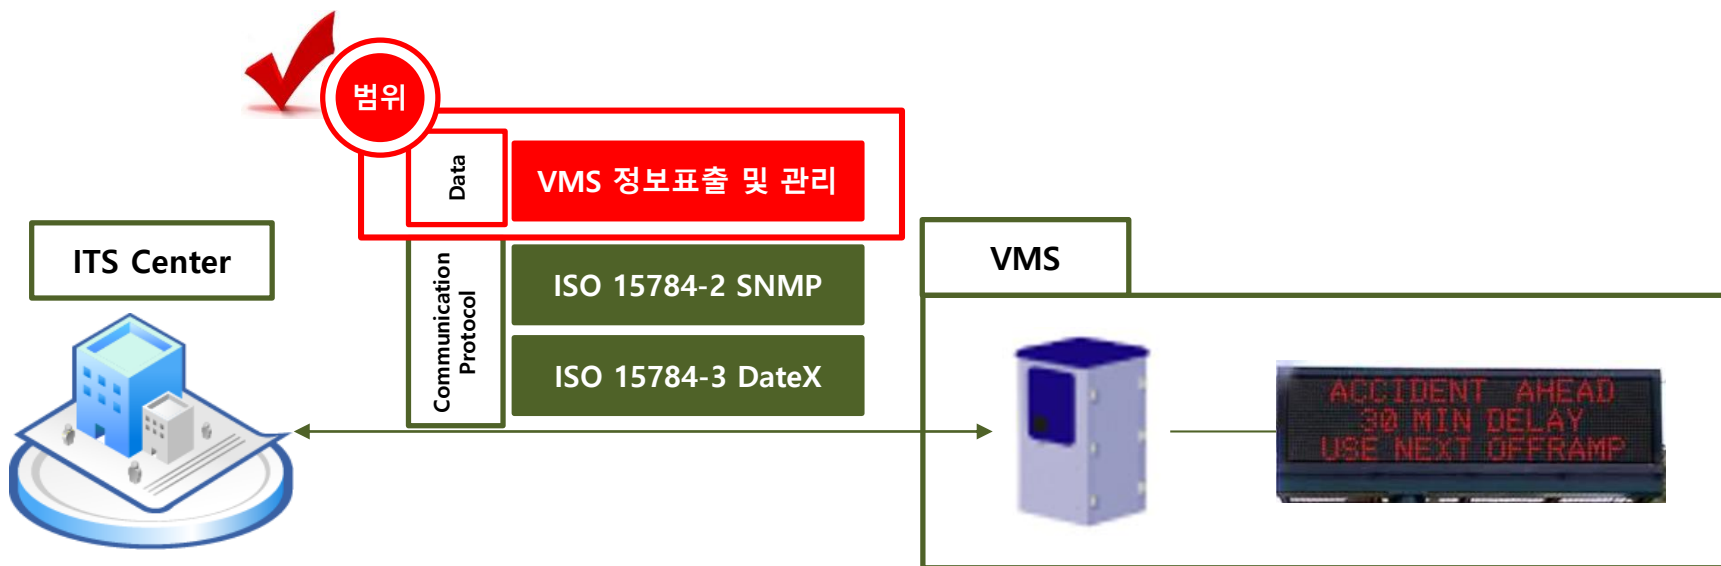 범위
Data
VMS 정보표출 및 관리
ITS Center
Communication
Protocol
ISO 15784-2 SNMP
ISO 15784-3 DateX
VMS
ACCIDENT AHEAD
30 MIN DELAY
USE NEXT OFFRAMP